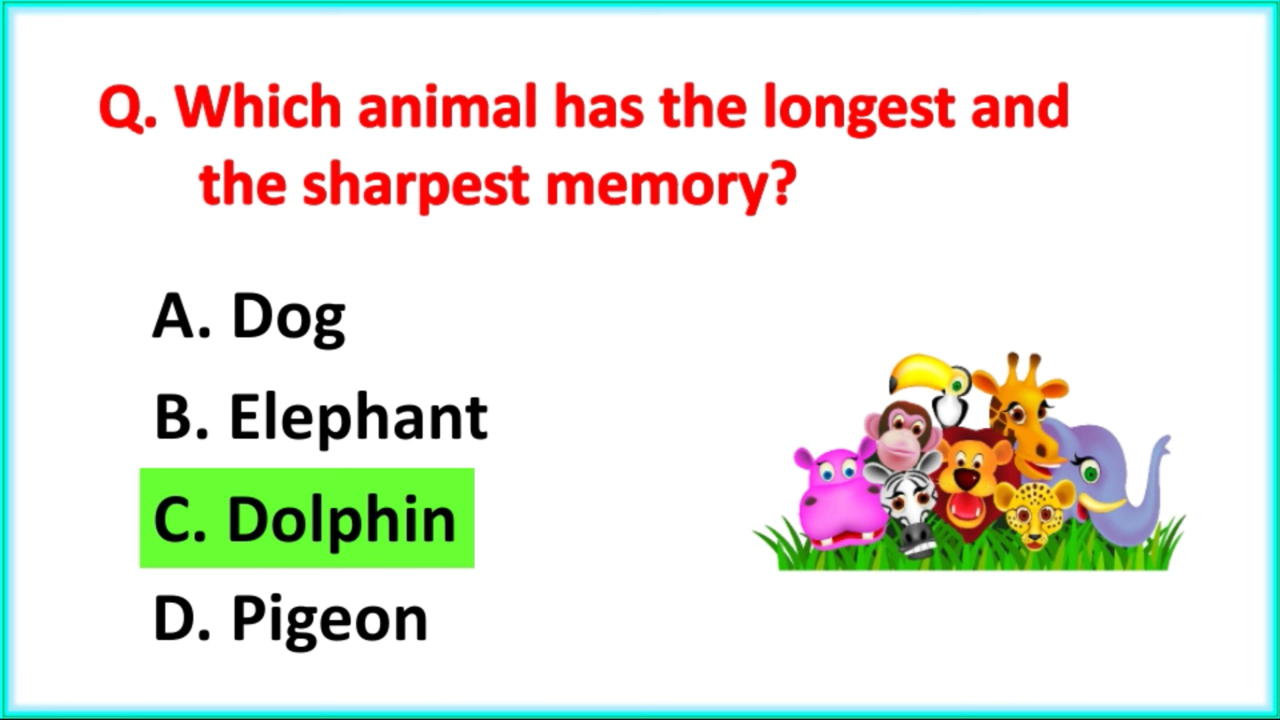 Q. Which animal has the longest and
the sharpest memory?
A. Dog
B. Elephant
C. Dolphin
D. Pigeon